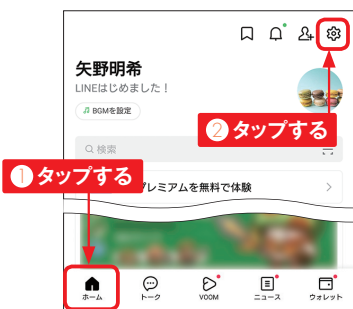 矢野明希
LINEはじめました！
BGMを設定
② タップする
検索
① タップする
プレミアムを無料で体験
ホーム
トーク
VOOM
ニュース
ウォレット